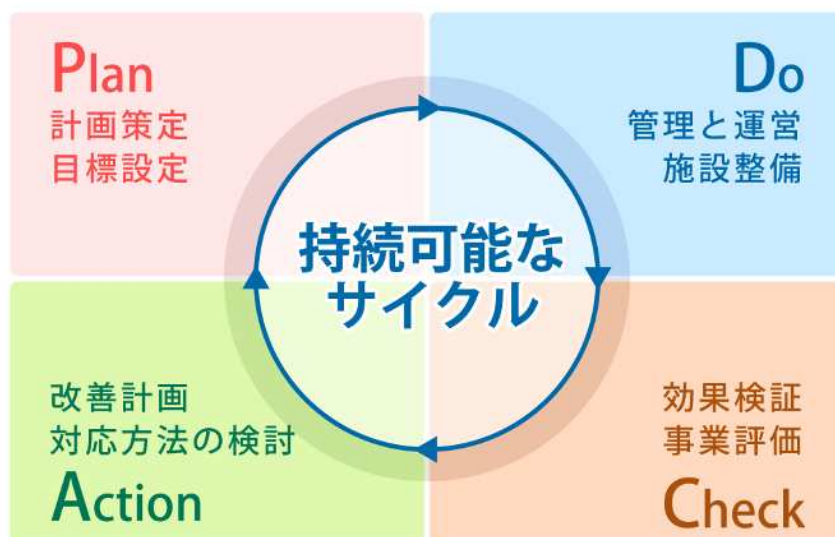 Plan
計画策定
目標設定
Do
管理と運営
施設整備
持続可能な
サイクル
改善計画
対応方法の検討
Action
効果検証
事業評価
Check